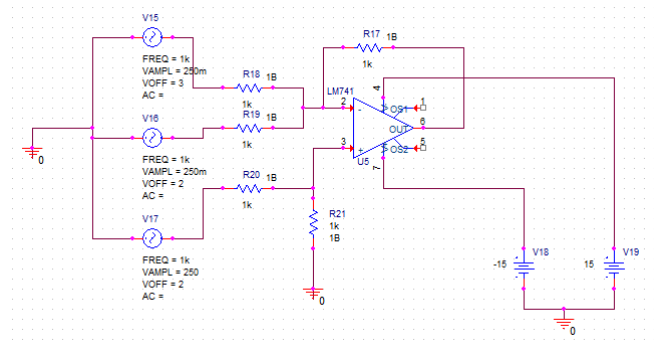 V15
FREQ = 1k
VAMPL = 250m
VOFF = 3
AC =
R18
1B
1k
R19
1B
1k
R17
1B
1k
LM741
2
-
3
+
4
7
OS1
1
OUT
6
OS2
5
U5
0
V16
FREQ = 1k
VAMPL = 250m
VOFF = 2
AC =
R20
1B
1k
R21
1k
1B
0
V17
FREQ = 1k
VAMPL = 250
VOFF = 2
AC =
V18
-15
V19
15
0